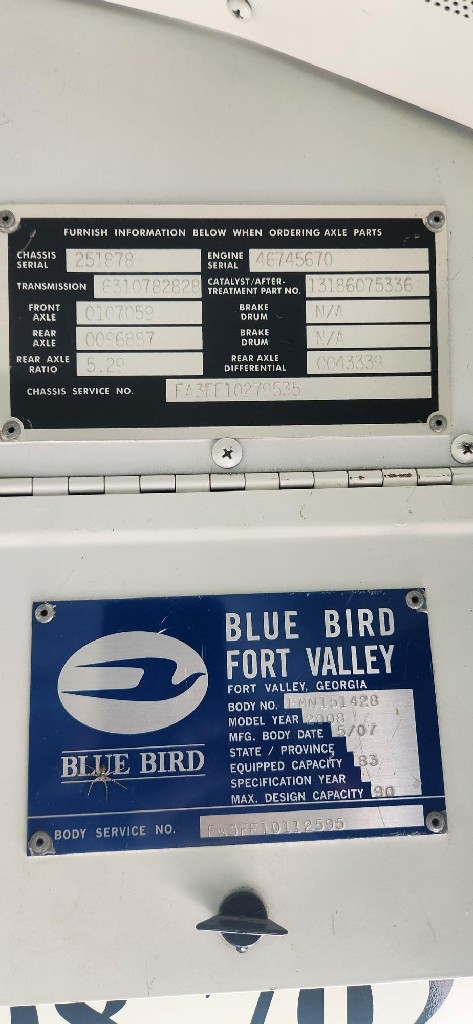 FURNISH INFORMATION BELOW WHEN ORDERING AXLE PARTS
CHASSIS SERIAL 251878 ENGINE SERIAL 46745670
TRANSMISSION 6310782828 CATALYST/AFTER-TREATMENT PART NO. 13186075336
FRONT AXLE 0107059 BRAKE DRUM N/A
REAR AXLE 0096887 BRAKE DRUM N/A
REAR AXLE RATIO 5.29 REAR AXLE DIFFERENTIAL 0043339
CHASSIS SERVICE NO. FA3FF10279535
BLUE BIRD
FORT VALLEY
FORT VALLEY, GEORGIA
BODY NO. FMN151428
MODEL YEAR 2008
MFG. BODY DATE 5/07
STATE / PROVINCE
EQUIPPED CAPACITY 83
SPECIFICATION YEAR
MAX. DESIGN CAPACITY 90
BLUE BIRD
BODY SERVICE NO. FA3FF10112595